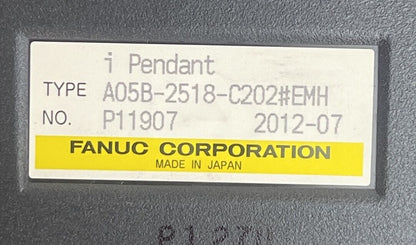 i Pendant
TYPE A05B-2518-C202#EMH
NO. P11907 2012-07
FANUC CORPORATION
MADE IN JAPAN